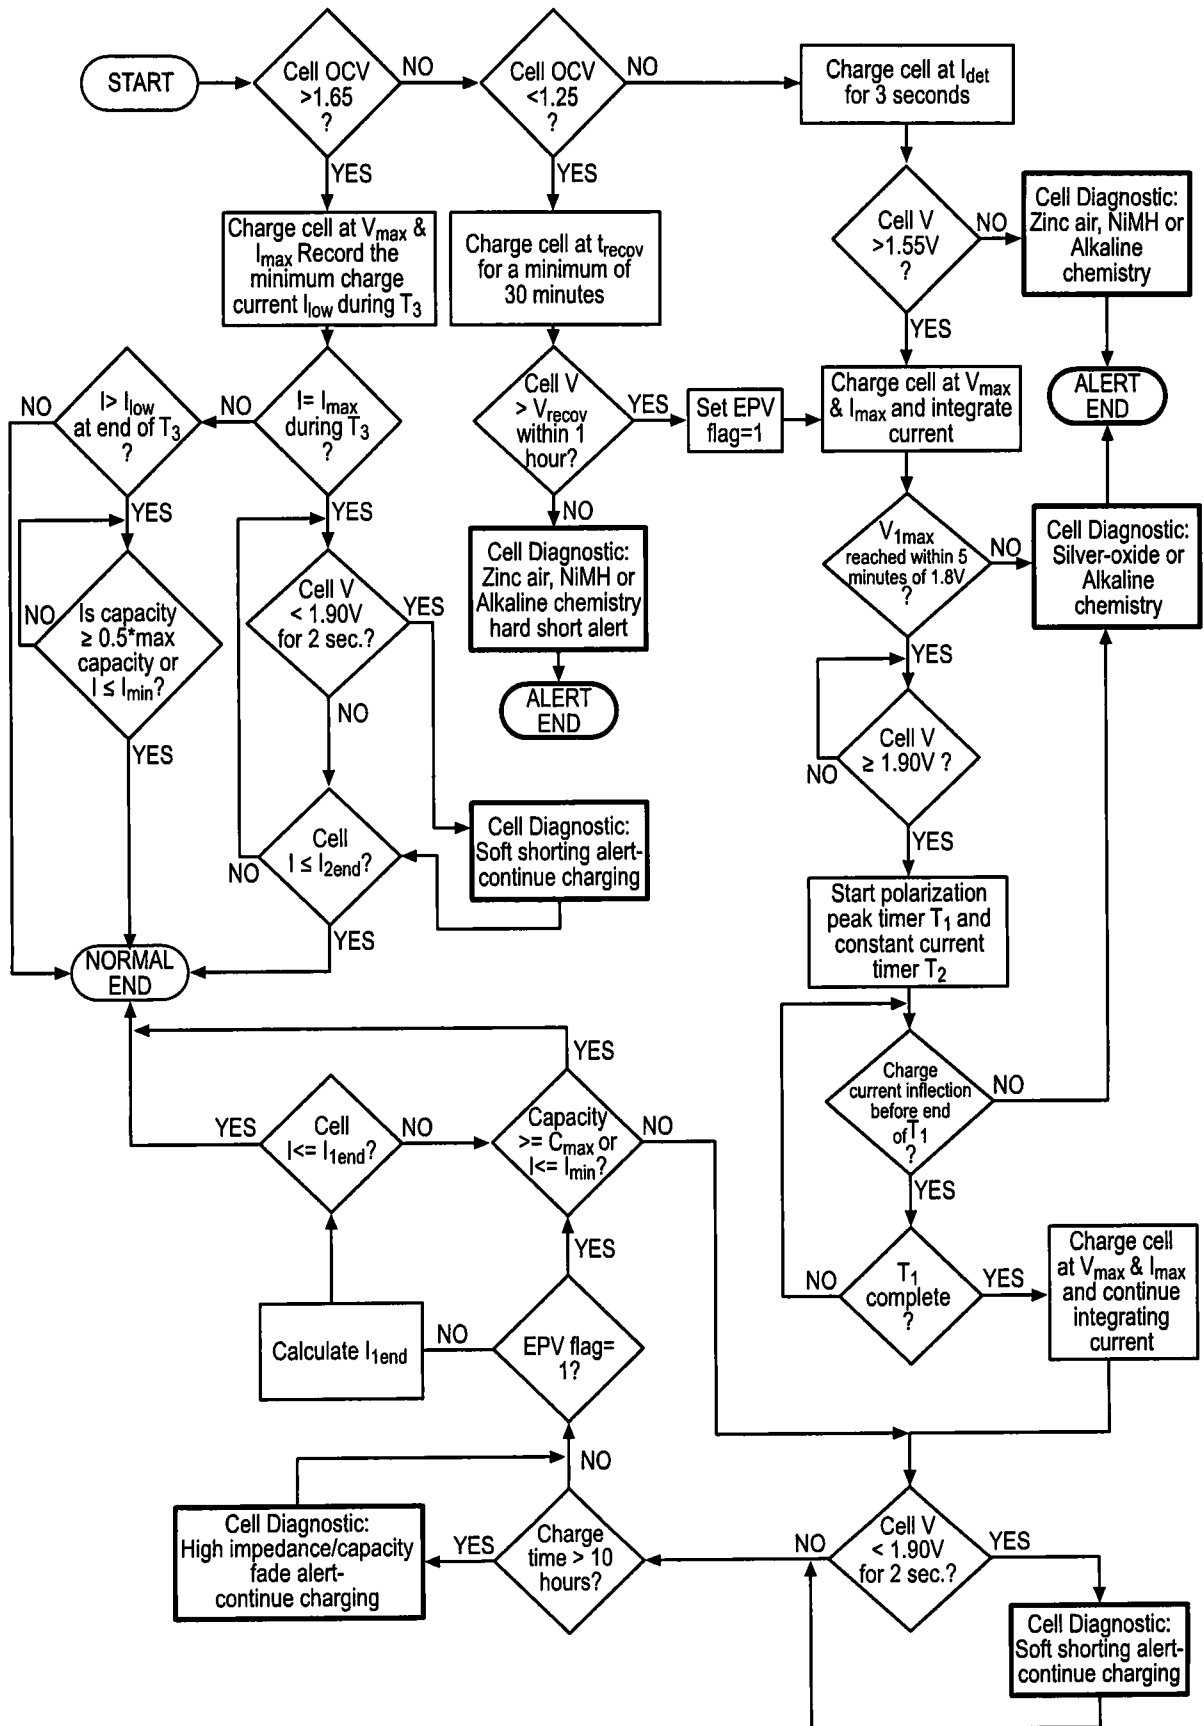 START
Cell OCV
>1.65
?
NO
YES
Cell OCV
<1.25
?
NO
YES
Charge cell at Idet
for 3 seconds
Charge cell at Vmax &
Imax Record the
minimum charge
current Ilow during T3
Charge cell at trecov
for a minimum of
30 minutes
Cell V
>1.55V
?
NO
YES
Cell Diagnostic:
Zinc air, NiMH or
Alkaline
chemistry
ALERT
END
I> Ilow
at end of T3
?
NO
YES
I= Imax
during T3
?
NO
YES
Cell V
> Vrecov
within 1
hour?
YES
NO
Set EPV
flag=1
Charge cell at Vmax
& Imax and integrate
current
V1max
reached within 5
minutes of 1.8V
?
NO
YES
Cell Diagnostic:
Silver-oxide or
Alkaline
chemistry
Is capacity
≥ 0.5*max
capacity or
I ≤ Imin?
NO
YES
Cell V
< 1.90V
for 2 sec.?
YES
NO
Cell Diagnostic:
Zinc air, NiMH or
Alkaline chemistry
hard short alert
ALERT
END
Cell V
≥ 1.90V ?
NO
YES
Cell
I ≤ I2end?
NO
YES
Cell Diagnostic:
Soft shorting alert-
continue charging
Start polarization
peak timer T1 and
constant current
timer T2
NORMAL
END
Charge
current inflection
before end
of T1
?
NO
YES
Cell
I<= I1end?
YES
NO
Capacity
>= Cmax or
I<= Imin?
YES
NO
YES
T1
complete
?
NO
YES
Charge cell
at Vmax & Imax
and continue
integrating
current
Calculate I1end
NO
EPV flag=
1?
NO
Cell Diagnostic:
High impedance/capacity
fade alert-
continue charging
YES
Charge
time > 10
hours?
NO
Cell V
< 1.90V
for 2 sec.?
YES
Cell Diagnostic:
Soft shorting alert-
continue charging